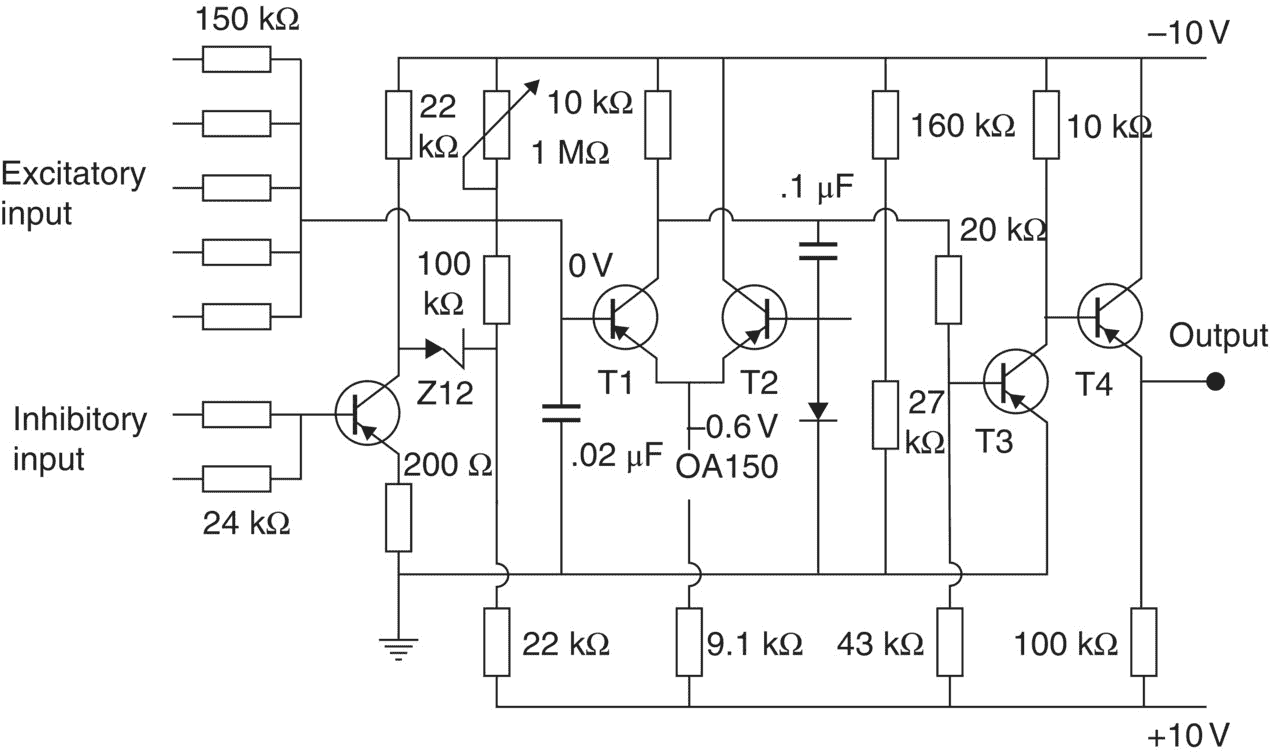 150 kΩ
–10 V
22
kΩ
10 kΩ
1 MΩ
160 kΩ
10 kΩ
Excitatory
input
.1 μF
20 kΩ
100
kΩ
0 V
Output
Z12
T1
T2
T4
Inhibitory
input
27
kΩ
T3
–0.6 V
.02 μF
OA150
200 Ω
24 kΩ
22 kΩ
9.1 kΩ
43 kΩ
100 kΩ
+10 V